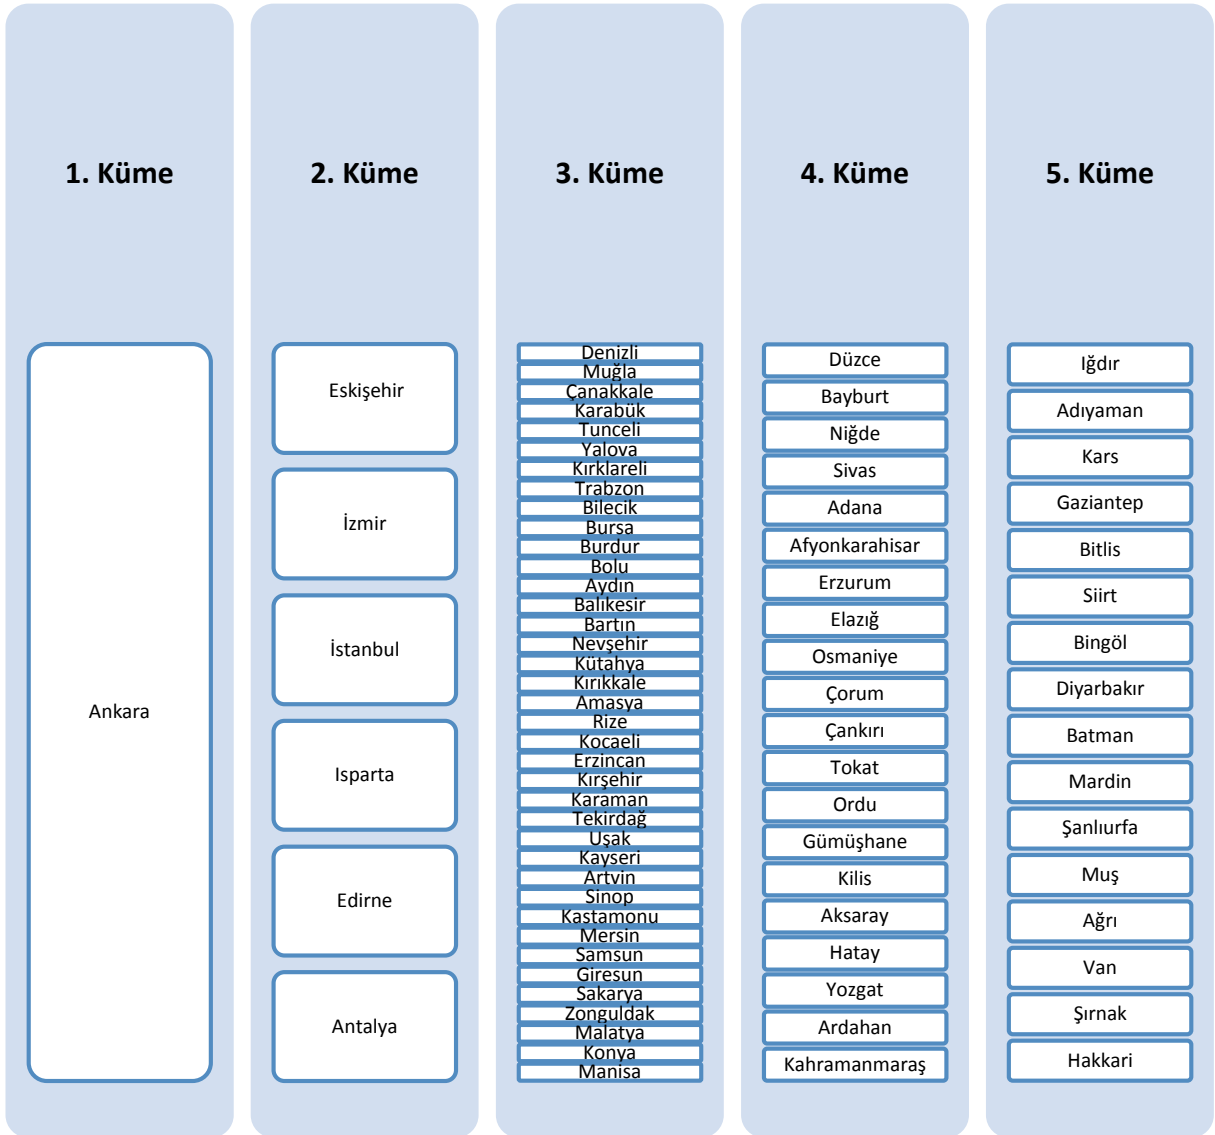 1. Küme
Ankara
2. Küme
Eskişehir
İzmir
İstanbul
Isparta
Edirne
Antalya
3. Küme
Denizli
Muğla
Çanakkale
Karabük
Tunceli
Yalova
Kırklareli
Trabzon
Bilecik
Bursa
Burdur
Bolu
Aydın
Balıkesir
Bartın
Nevşehir
Kütahya
Kırıkkale
Amasya
Rize
Kocaeli
Erzincan
Kırşehir
Karaman
Tekirdağ
Uşak
Kayseri
Artvin
Sinop
Kastamonu
Mersin
Samsun
Giresun
Sakarya
Zonguldak
Malatya
Konya
Manisa
4. Küme
Düzce
Bayburt
Niğde
Sivas
Adana
Afyonkarahisar
Erzurum
Elazığ
Osmaniye
Çorum
Çankırı
Tokat
Ordu
Gümüşhane
Kilis
Aksaray
Hatay
Yozgat
Ardahan
Kahramanmaraş
5. Küme
Iğdır
Adıyaman
Kars
Gaziantep
Bitlis
Siirt
Bingöl
Diyarbakır
Batman
Mardin
Şanlıurfa
Muş
Ağrı
Van
Şırnak
Hakkari